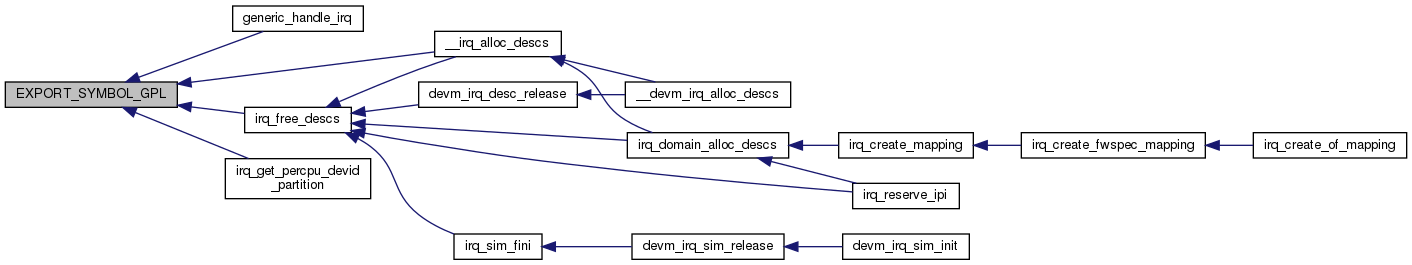 generic_handle_irq
__irq_alloc_descs
EXPORT_SYMBOL_GPL
devm_irq_desc_release
__devm_irq_alloc_descs
irq_free_descs
irq_domain_alloc_descs
irq_create_mapping
irq_create_fwspec_mapping
irq_create_of_mapping
irq_get_percpu_devid
_partition
irq_reserve_ipi
irq_sim_fini
devm_irq_sim_release
devm_irq_sim_init